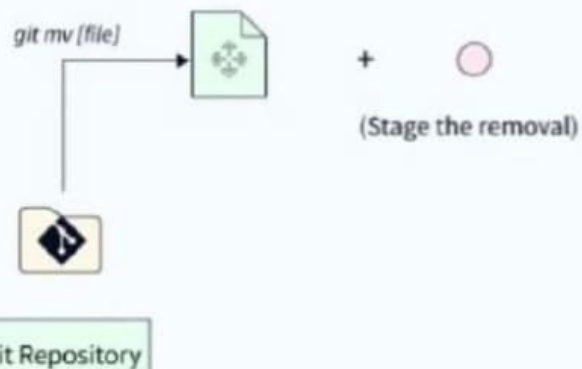 git mv [file]
+
(Stage the removal)
it Repository